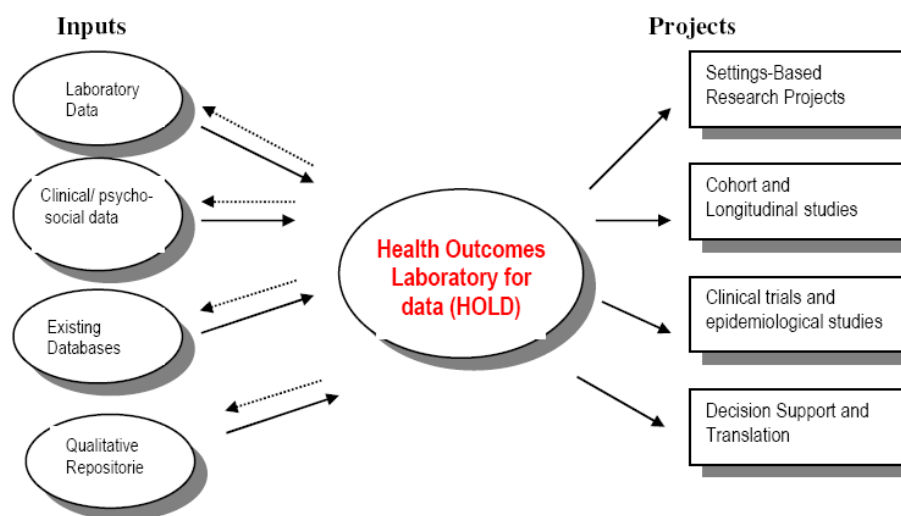 Inputs
Projects
Laboratory
Data
Clinical/ psycho-
social data
Existing
Databases
Qualitative
Repositorie
Health Outcomes
Laboratory for
data (HOLD)
Settings-Based
Research Projects
Cohort and
Longitudinal studies
Clinical trials and
epidemiological studies
Decision Support and
Translation